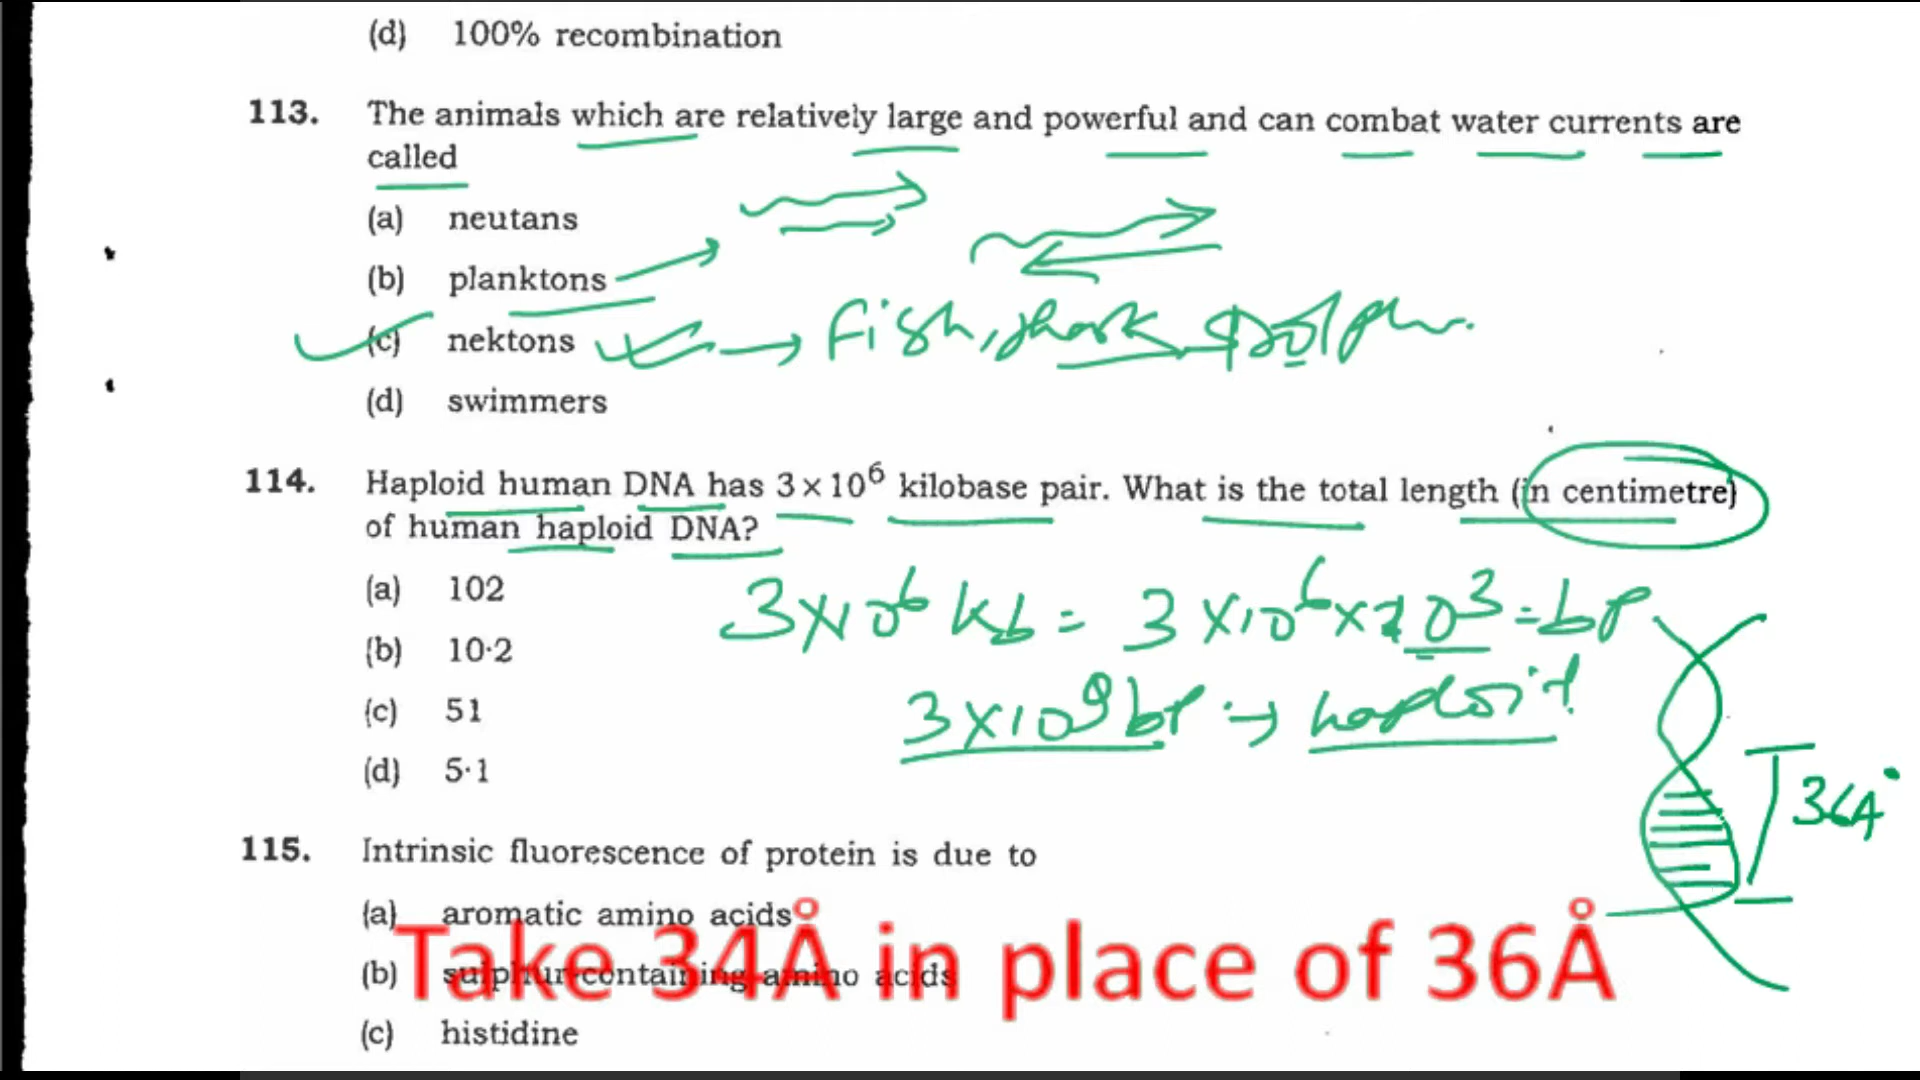 (d) 100% recombination
113. The animals which are relatively large and powerful and can combat water currents are
called
(a) neutans
(b) planktons
(c) nektons → Fish, shark, Dolph
(d) swimmers
114. Haploid human DNA has 3×10⁶ kilobase pair. What is the total length (in centimetre)
of human haploid DNA?
(a) 102
3×10⁶ kb = 3×10⁶×10³ = bp
(b) 10·2
(c) 51
3×10⁹ bp → haploid
(d) 5·1
36A°
115. Intrinsic fluorescence of protein is due to
(a) aromatic amino acids
Take 34Å in place of 36Å
(b) sulphur-containing amino acids
(c) histidine